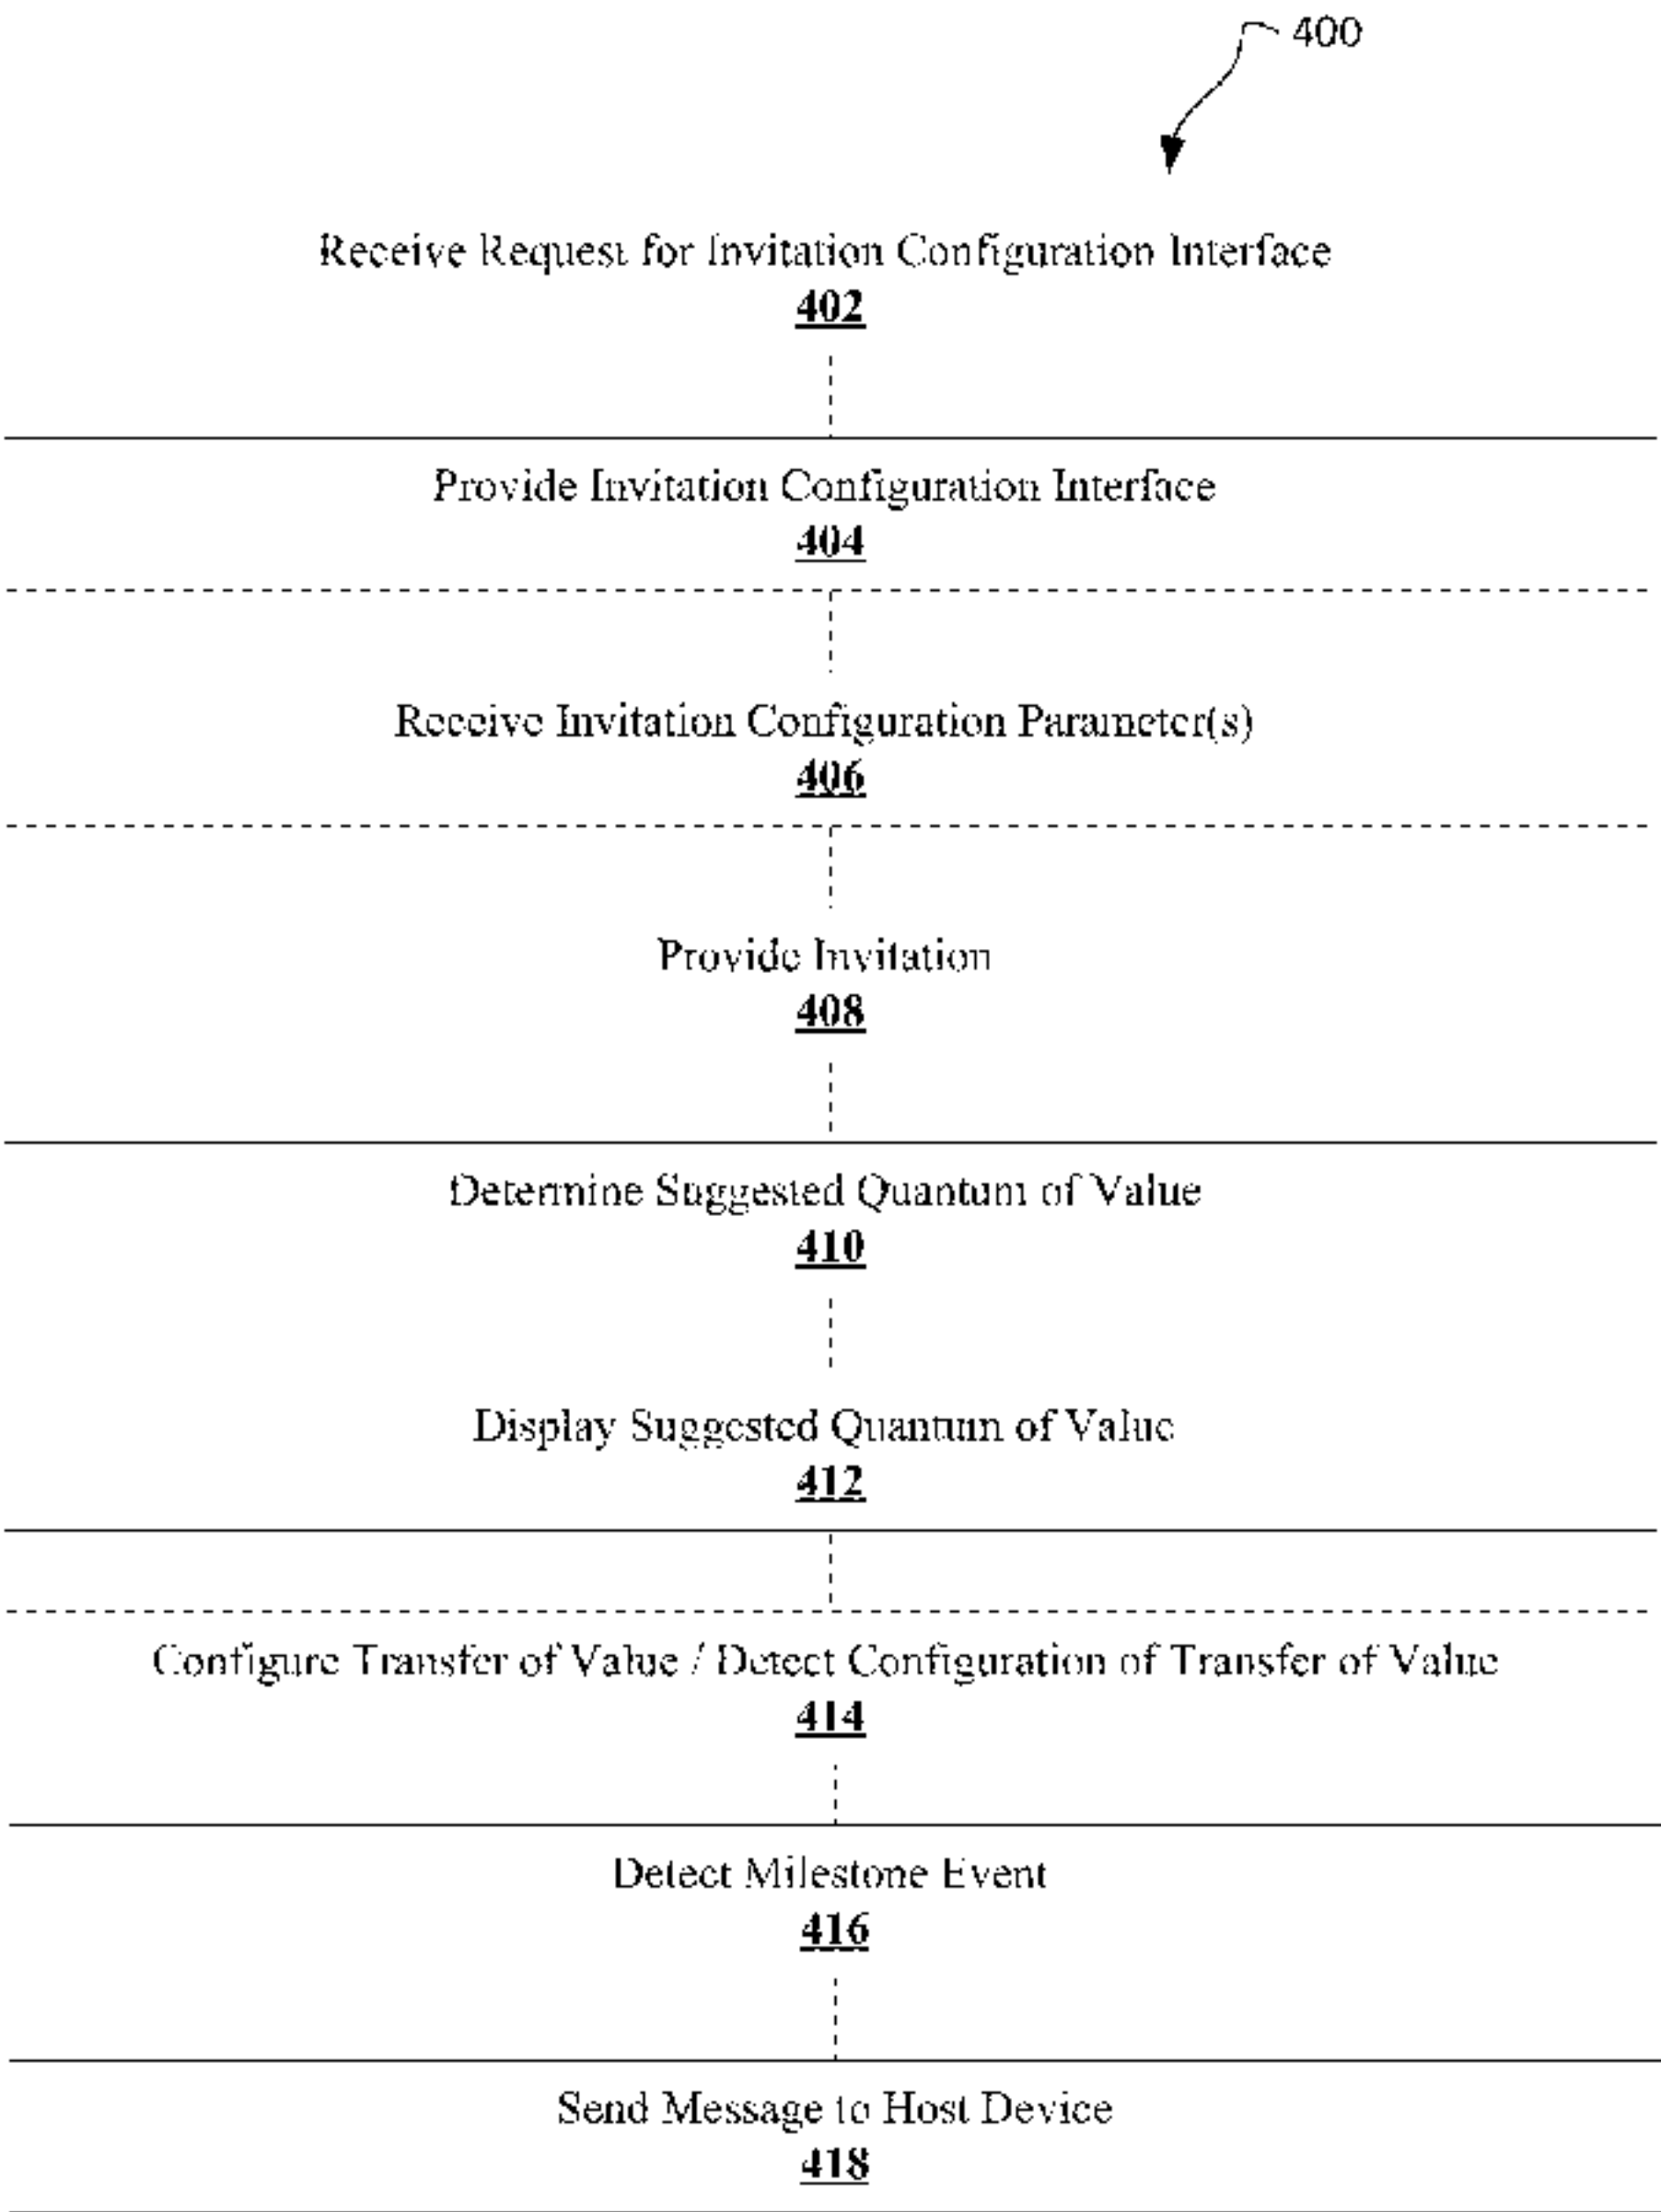 400
Receive Request for Invitation Configuration Interface
402
Provide Invitation Configuration Interface
404
Receive Invitation Configuration Parameter(s)
406
Provide Invitation
408
Determine Suggested Quantum of Value
410
Display Suggested Quantum of Value
412
Configure Transfer of Value / Detect Configuration of Transfer of Value
414
Detect Milestone Event
416
Send Message to Host Device
418